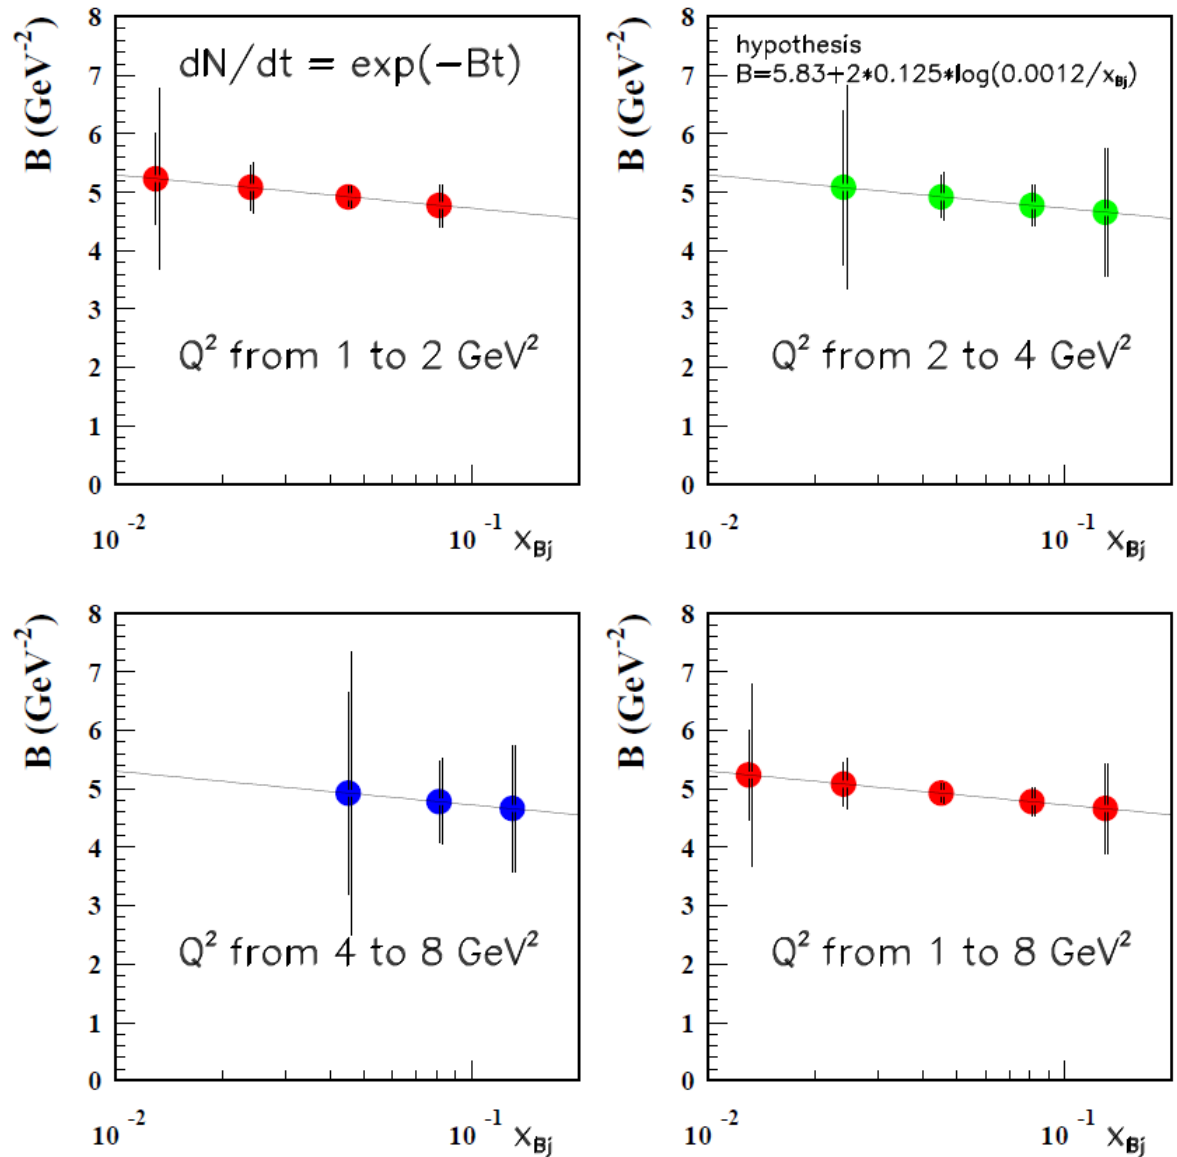 B (GeV⁻²)
8
7
6
5
4
3
2
1
0
dN/dt = exp(−Bt)
Q² from 1 to 2 GeV²
10⁻²
10⁻¹
x_Bj
B (GeV⁻²)
8
7
6
5
4
3
2
1
0
hypothesis
B=5.83+2*0.125*log(0.0012/x_Bj)
Q² from 2 to 4 GeV²
10⁻²
10⁻¹
x_Bj
B (GeV⁻²)
8
7
6
5
4
3
2
1
0
Q² from 4 to 8 GeV²
10⁻²
10⁻¹
x_Bj
B (GeV⁻²)
8
7
6
5
4
3
2
1
0
Q² from 1 to 8 GeV²
10⁻²
10⁻¹
x_Bj